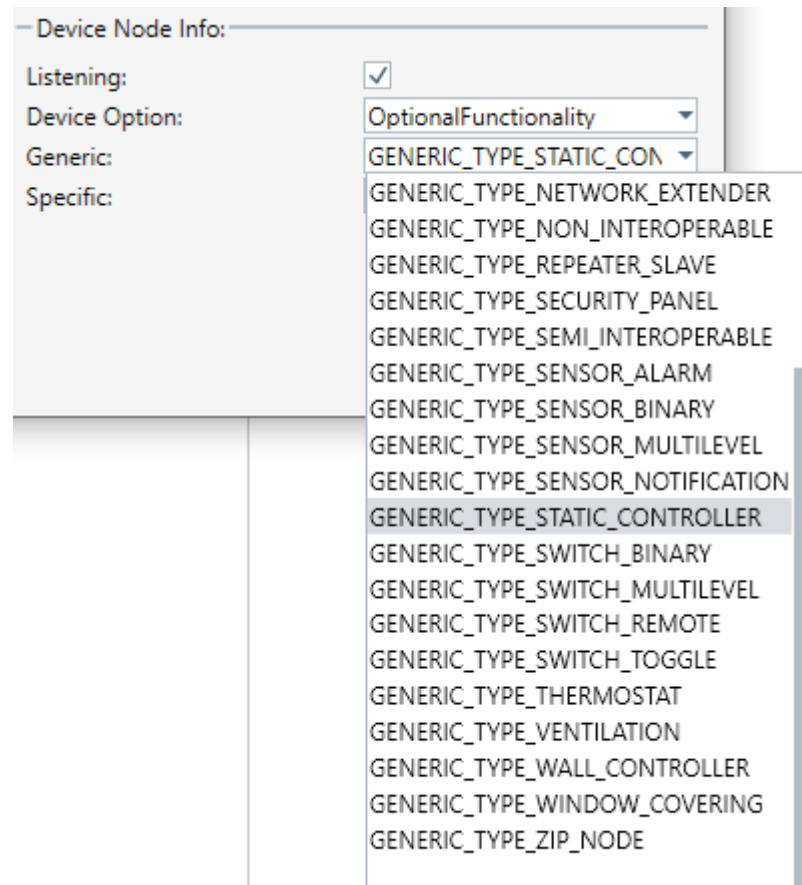 Device Node Info:
Listening:
Device Option: OptionalFunctionality
Generic: GENERIC_TYPE_STATIC_CON
Specific:
GENERIC_TYPE_NETWORK_EXTENDER
GENERIC_TYPE_NON_INTEROPERABLE
GENERIC_TYPE_REPEATER_SLAVE
GENERIC_TYPE_SECURITY_PANEL
GENERIC_TYPE_SEMI_INTEROPERABLE
GENERIC_TYPE_SENSOR_ALARM
GENERIC_TYPE_SENSOR_BINARY
GENERIC_TYPE_SENSOR_MULTILEVEL
GENERIC_TYPE_SENSOR_NOTIFICATION
GENERIC_TYPE_STATIC_CONTROLLER
GENERIC_TYPE_SWITCH_BINARY
GENERIC_TYPE_SWITCH_MULTILEVEL
GENERIC_TYPE_SWITCH_REMOTE
GENERIC_TYPE_SWITCH_TOGGLE
GENERIC_TYPE_THERMOSTAT
GENERIC_TYPE_VENTILATION
GENERIC_TYPE_WALL_CONTROLLER
GENERIC_TYPE_WINDOW_COVERING
GENERIC_TYPE_ZIP_NODE